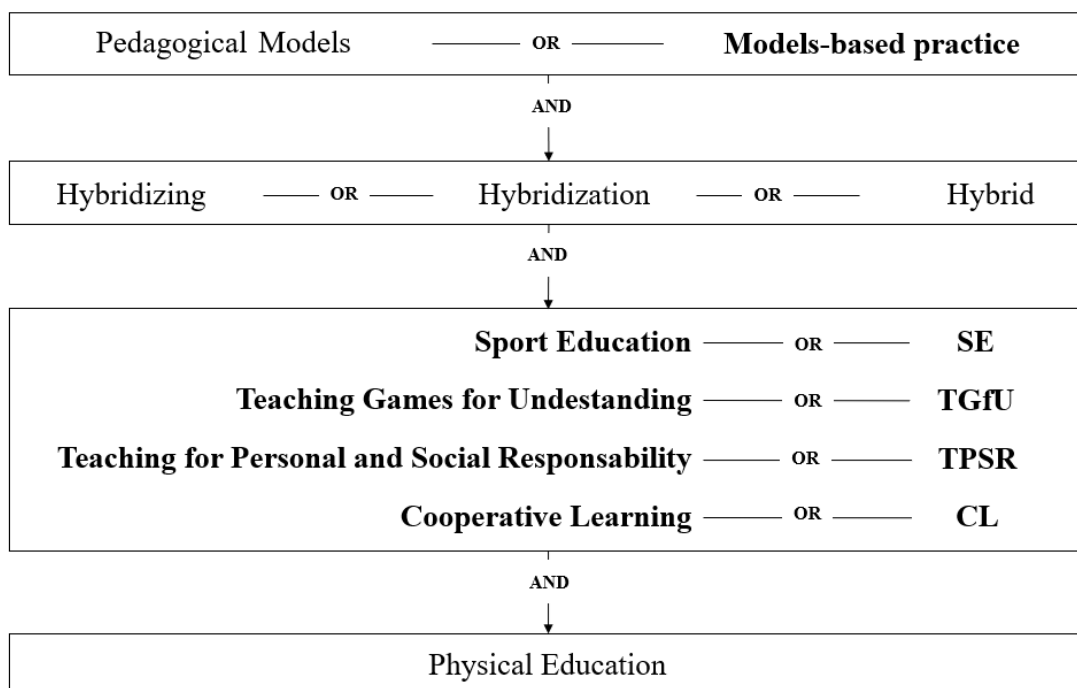 Pedagogical Models OR Models-based practice
AND
Hybridizing OR Hybridization OR Hybrid
AND
Sport Education OR SE
Teaching Games for Undestanding OR TGfU
Teaching for Personal and Social Responsability OR TPSR
Cooperative Learning OR CL
AND
Physical Education